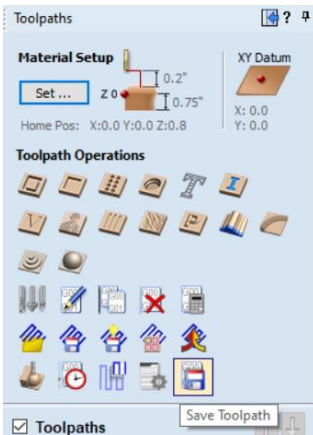 Toolpaths ?
Material Setup
XY Datum
0.2"
Set ...
Z 0
0.75"
X: 0.0
Home Pos: X:0.0 Y:0.0 Z:0.8
Y: 0.0
Toolpath Operations
Save Toolpath
Toolpaths